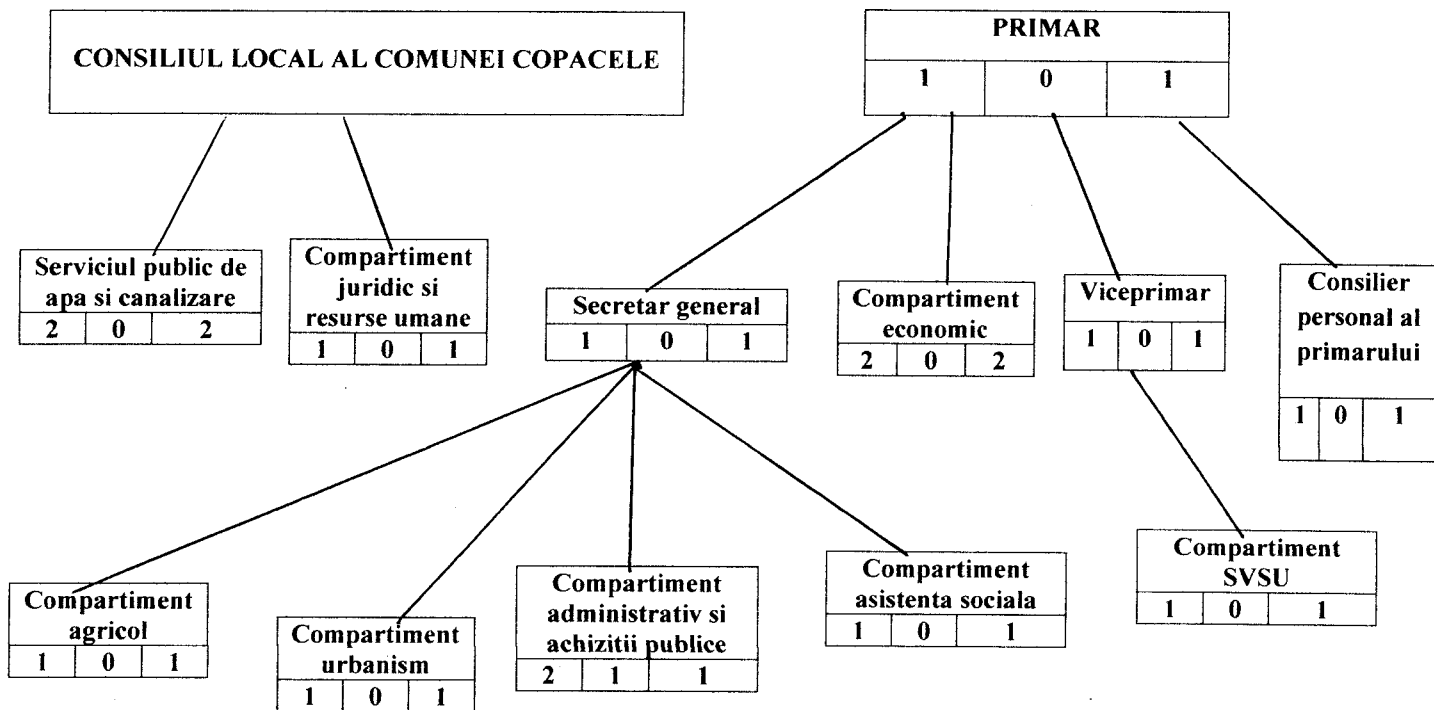 CONSILIUL LOCAL AL COMUNEI COPACELE
PRIMAR
1 0 1
Serviciul public de
apa si canalizare
2 0 2
Compartiment
juridic si
resurse umane
1 0 1
Secretar general
1 0 1
Compartiment
economic
2 0 2
Viceprimar
1 0 1
Consilier
personal al
primarului
1 0 1
Compartiment
agricol
1 0 1
Compartiment
urbanism
1 0 1
Compartiment
administrativ si
achizitii publice
2 1 1
Compartiment
asistenta sociala
1 0 1
Compartiment
SVSU
1 0 1